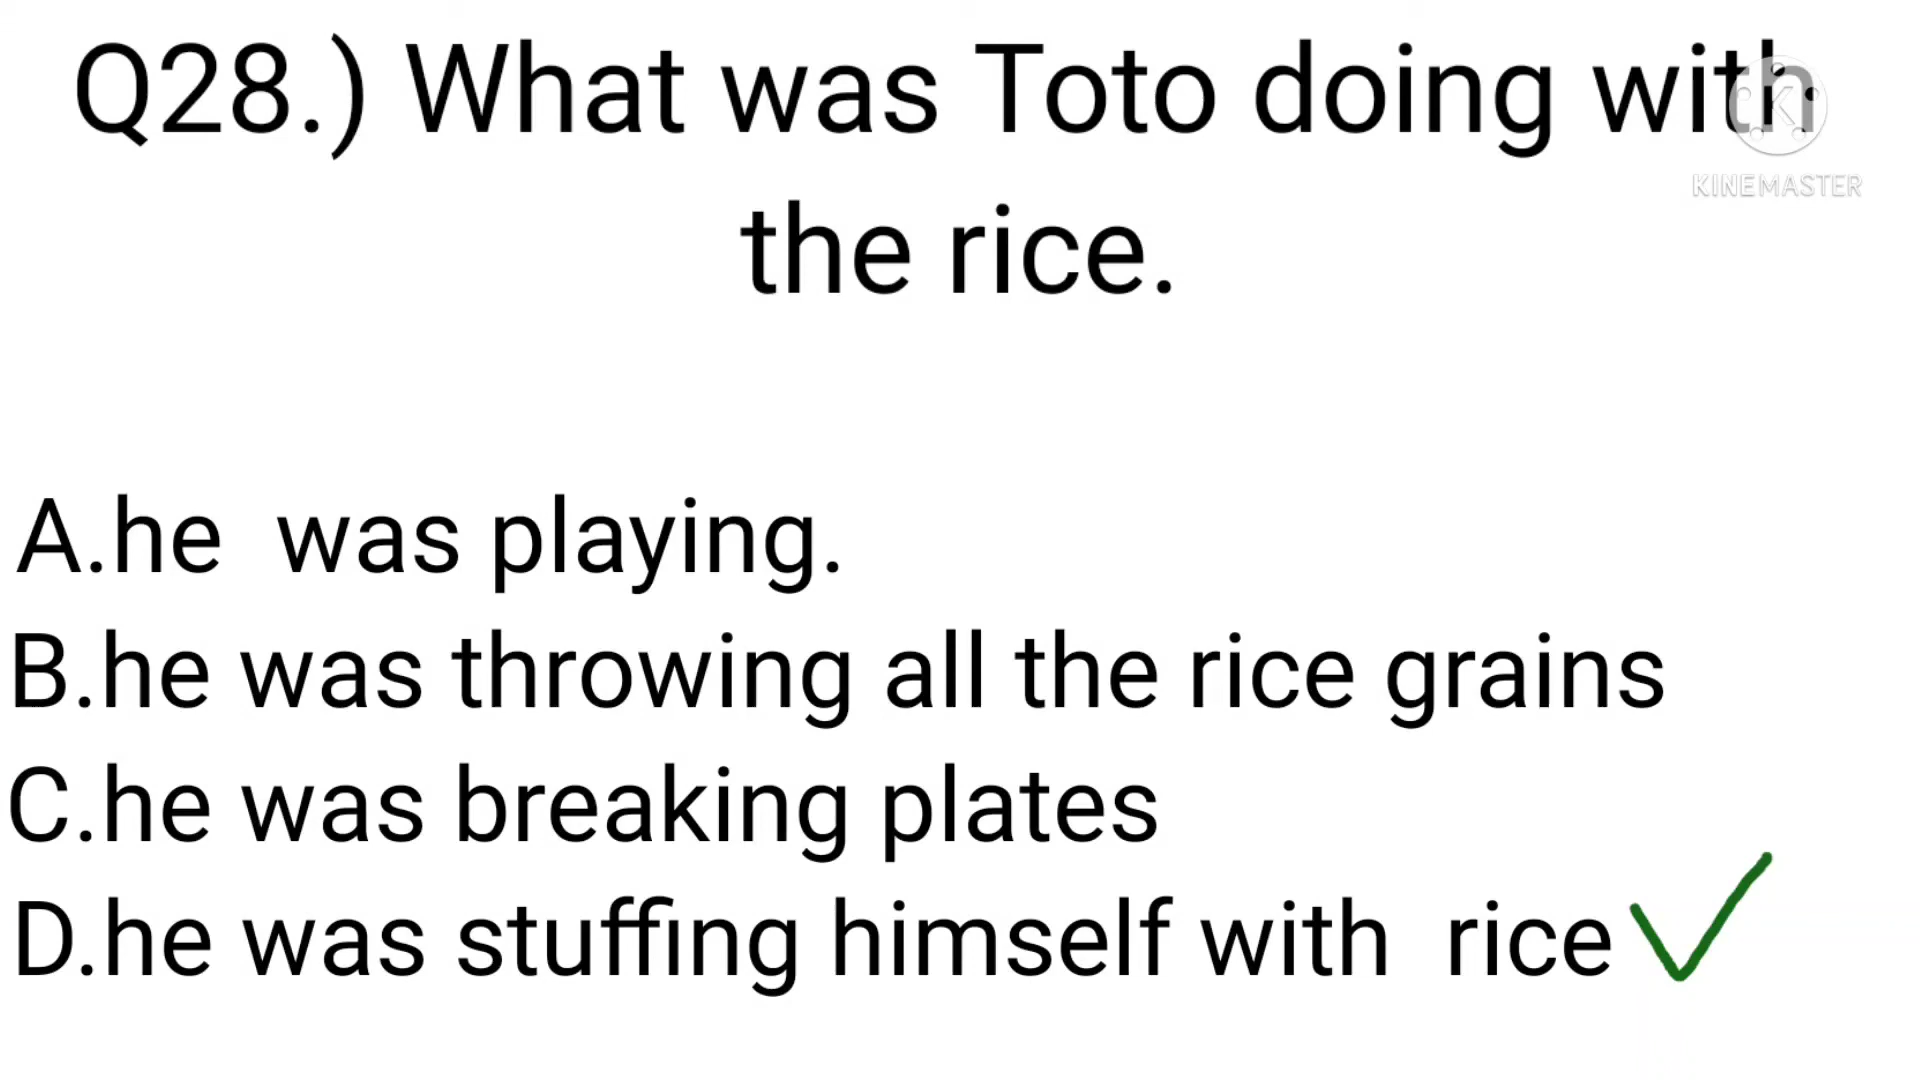 Q28.) What was Toto doing with
KINEMASTER
the rice.
A.he was playing.
B.he was throwing all the rice grains
C.he was breaking plates
D.he was stuffing himself with rice